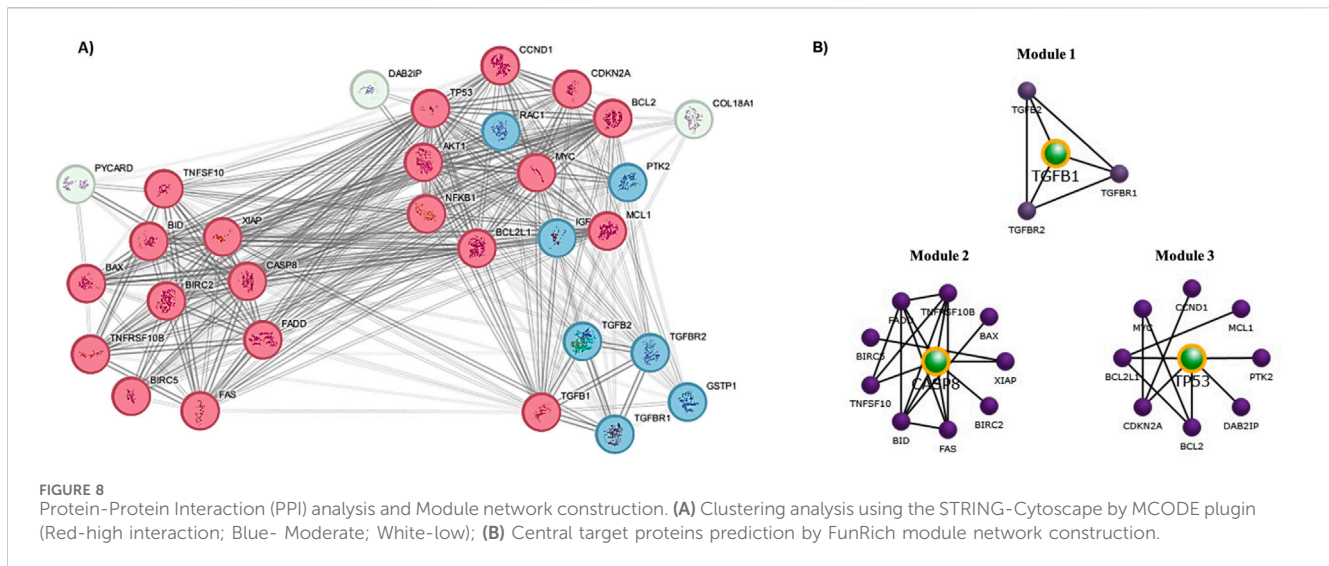 A)
B)
CCND1
DAB2IP
CDKN2A
TP53
BCL2
COL18A1
RAC1
AKT1
MYC
PTK2
PYCARD
TNFSF10
NFKB1
XIAP
IGF
MCL1
BID
BCL2L1
BAX
CASP8
BIRC2
FADD
TGFB2
TGFBR2
TNFRSF10B
GSTP1
BIRC5
FAS
TGFB1
TGFBR1
Module 1
TGFB2
TGFB1
TGFBR1
TGFBR2
Module 2
FADD
TNFRSF10B
BAX
BIRC5
CASP8
XIAP
TNFSF10
BIRC2
BID
FAS
Module 3
CCND1
MYC
MCL1
BCL2L1
TP53
PTK2
CDKN2A
DAB2IP
BCL2
FIGURE 8
Protein-Protein Interaction (PPI) analysis and Module network construction. (A) Clustering analysis using the STRING-Cytoscape by MCODE plugin
(Red-high interaction; Blue- Moderate; White-low); (B) Central target proteins prediction by FunRich module network construction.